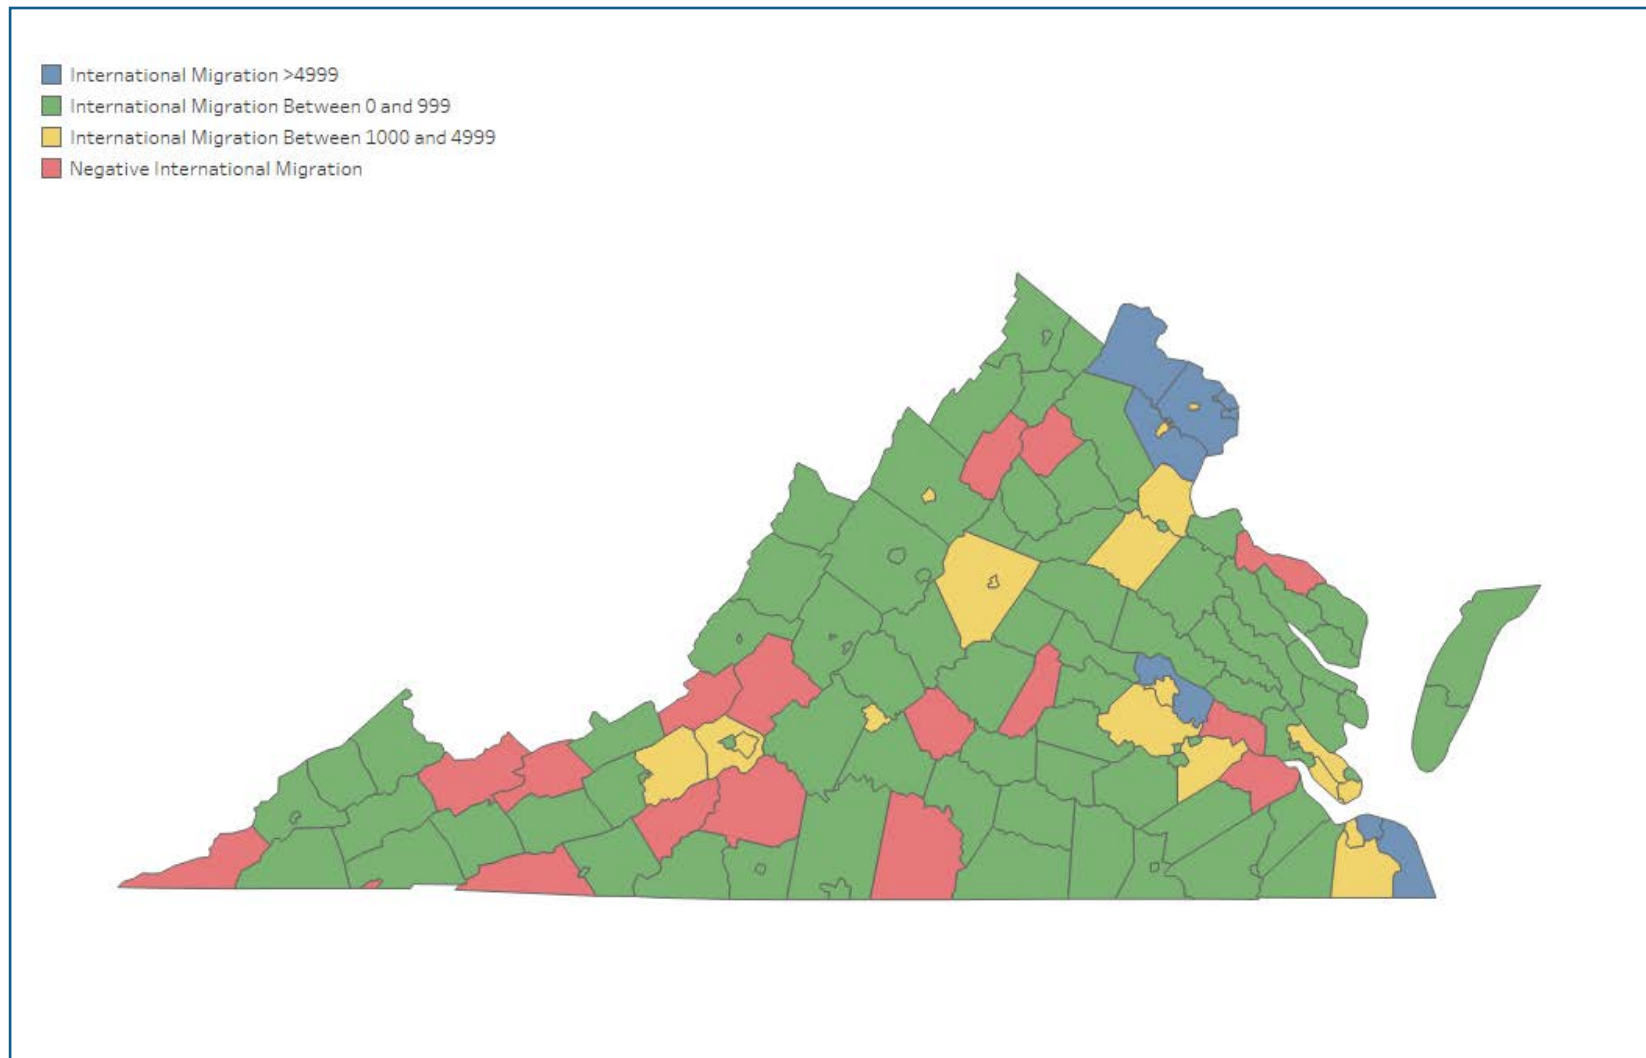 International Migration >4999
International Migration Between 0 and 999
International Migration Between 1000 and 4999
Negative International Migration